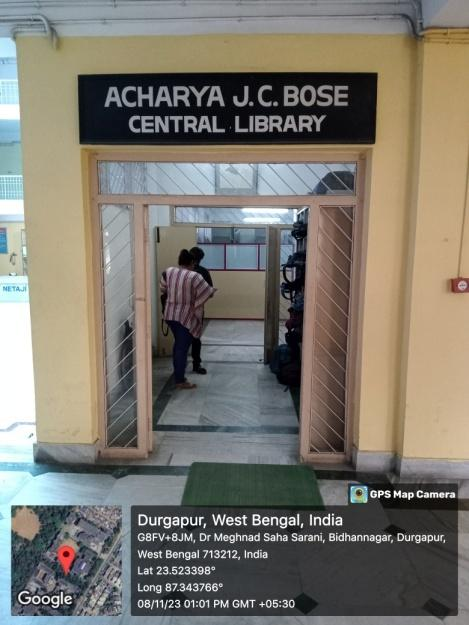 ACHARYA J.C. BOSE
CENTRAL LIBRARY
NETAJI
GPS Map Camera
Durgapur, West Bengal, India
G8FV+8JM, Dr Meghnad Saha Sarani, Bidhannagar, Durgapur,
West Bengal 713212, India
Lat 23.523398°
Long 87.343766°
08/11/23 01:01 PM GMT +05:30
Google